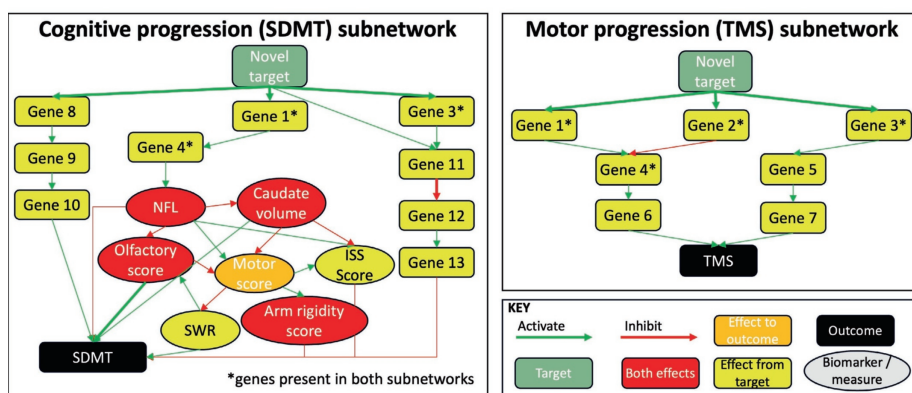 Cognitive progression (SDMT) subnetwork
Novel
target
Gene 8
Gene 1*
Gene 3*
Gene 4*
Gene 9
Gene 11
Gene 10
NFL
Caudate
volume
Gene 12
Olfactory
score
Motor
score
ISS
Score
Gene 13
SWR
Arm rigidity
score
SDMT
*genes present in both subnetworks
Motor progression (TMS) subnetwork
Novel
target
Gene 1*
Gene 2*
Gene 3*
Gene 4*
Gene 5
Gene 6
Gene 7
TMS
KEY
Activate
Inhibit
Effect to
outcome
Outcome
Target
Both effects
Effect from
target
Biomarker /
measure